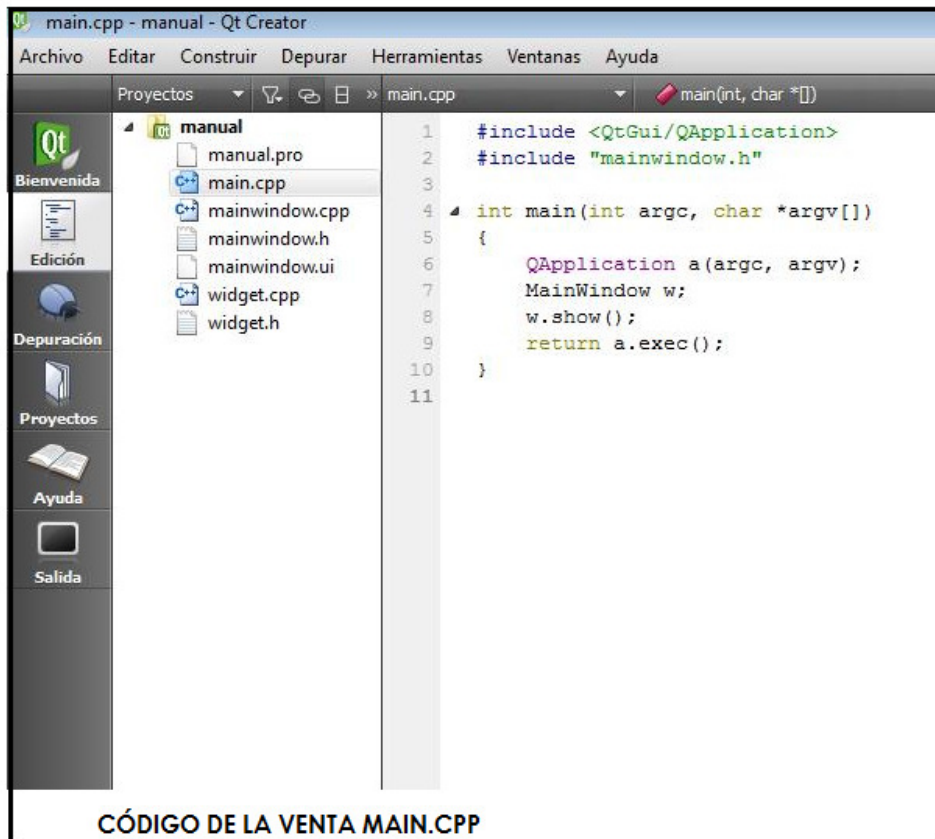 main.cpp - manual - Qt Creator
Archivo Editar Construir Depurar Herramientas Ventanas Ayuda
Proyectos » main.cpp main(int, char *[])
Qt
Bienvenida
Edición
Depuración
Proyectos
Ayuda
Salida
manual
manual.pro
main.cpp
mainwindow.cpp
mainwindow.h
mainwindow.ui
widget.cpp
widget.h
1 #include <QtGui/QApplication>
2 #include "mainwindow.h"
3
4 int main(int argc, char *argv[])
5 {
6 QApplication a(argc, argv);
7 MainWindow w;
8 w.show();
9 return a.exec();
10 }
11
CÓDIGO DE LA VENTA MAIN.CPP